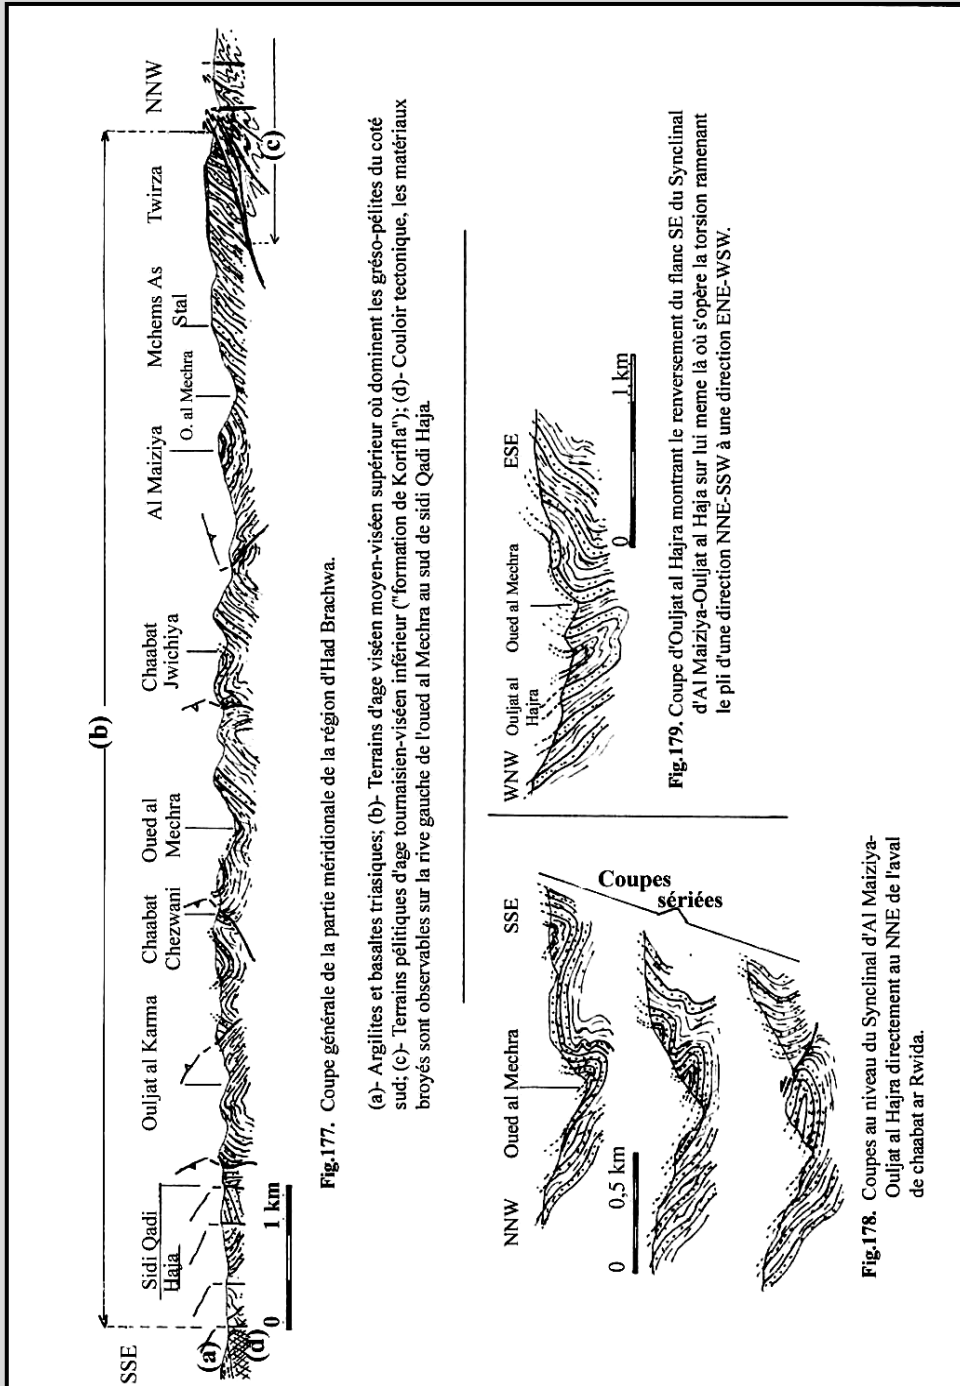 SSE
Sidi Qadi
Haja
Ouljat al Karma
Chaabat
Chezwani
Oued al
Mechra
Chaabat
Jwichiya
Al Maiziya
O. al Mechra
Mchems As
Stal
Twirza
NNW
(b)
(a)
(d)
(c)
0
1 km
Fig.177. Coupe générale de la partie méridionale de la région d'Had Brachwa.
(a)- Argilites et basaltes triasiques; (b)- Terrains d'age viséen moyen-viséen supérieur où dominent les gréso-pélites du coté
sud; (c)- Terrains pélitiques d'age tournaisien-viséen inférieur ("formation de Korifla"); (d)- Couloir tectonique, les matériaux
broyés sont observables sur la rive gauche de l'oued al Mechra au sud de sidi Qadi Haja.
NNW
Oued al Mechra
SSE
Coupes
sériées
0
0,5 km
Fig.178. Coupes au niveau du Synclinal d'Al Maiziya-
Ouljat al Hajra directement au NNE de l'aval
de chaabat ar Rwida.
WNW
Ouljat al
Hajra
Oued al Mechra
ESE
0
1 km
Fig.179. Coupe d'Ouljat al Hajra montrant le renversement du flanc SE du Synclinal
d'Al Maiziya-Ouljat al Haja sur lui meme là où s'opère la torsion ramenant
le pli d'une direction NNE-SSW à une direction ENE-WSW.